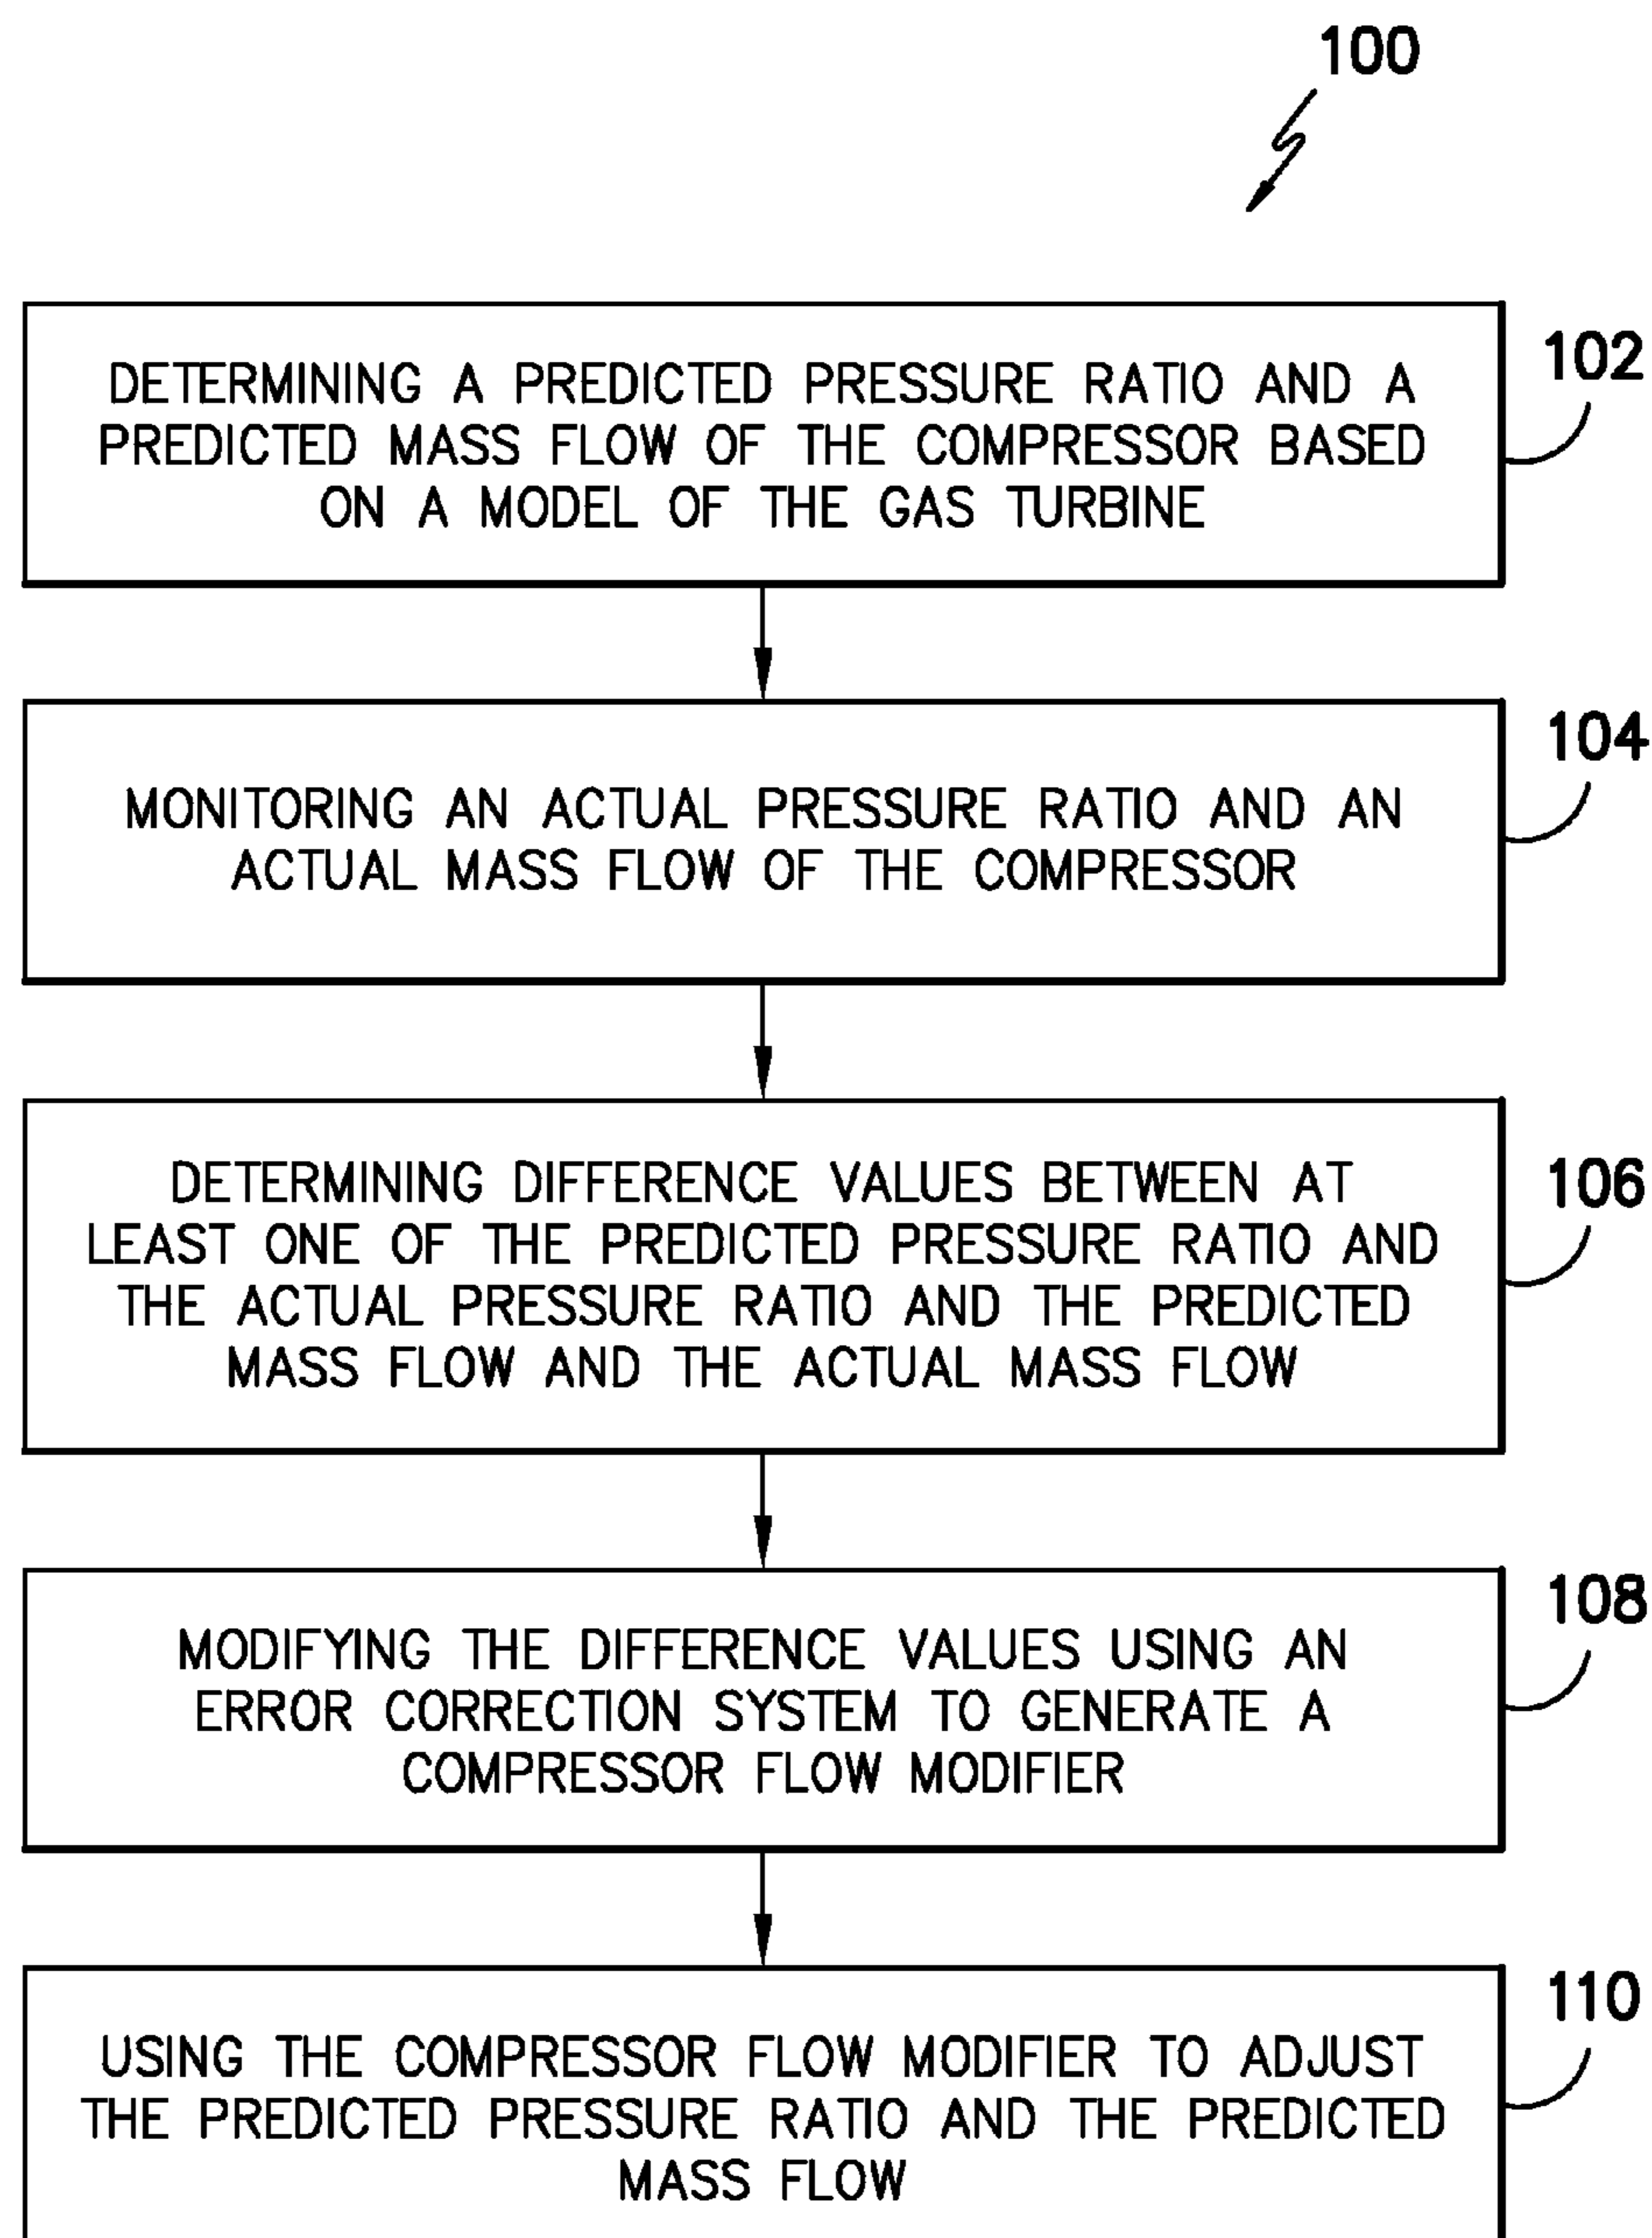 100
DETERMINING A PREDICTED PRESSURE RATIO AND A
PREDICTED MASS FLOW OF THE COMPRESSOR BASED
ON A MODEL OF THE GAS TURBINE
102
MONITORING AN ACTUAL PRESSURE RATIO AND AN
ACTUAL MASS FLOW OF THE COMPRESSOR
104
DETERMINING DIFFERENCE VALUES BETWEEN AT
LEAST ONE OF THE PREDICTED PRESSURE RATIO AND
THE ACTUAL PRESSURE RATIO AND THE PREDICTED
MASS FLOW AND THE ACTUAL MASS FLOW
106
MODIFYING THE DIFFERENCE VALUES USING AN
ERROR CORRECTION SYSTEM TO GENERATE A
COMPRESSOR FLOW MODIFIER
108
USING THE COMPRESSOR FLOW MODIFIER TO ADJUST
THE PREDICTED PRESSURE RATIO AND THE PREDICTED
MASS FLOW
110